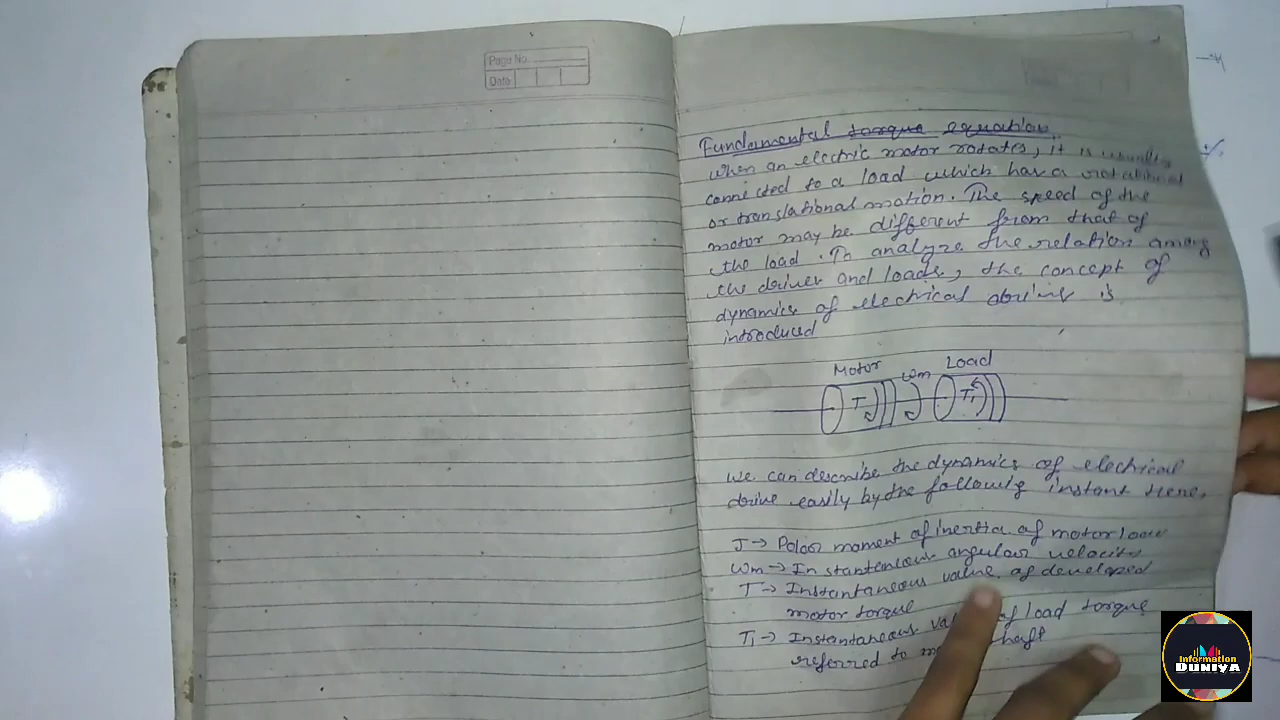 Page No.
Date
Fundamental torque equation
When an electric motor rotates, it is usually
connected to a load which have a rotational
or translational motion. The speed of the
motor may be different from that of
the load. To analyze the relation among
the driver and loads, the concept of
dynamics of electrical drive is
introduced
Motor Wm Load
T T1
We can describe the dynamics of electrical
drive easily by the following instant Here,
J → Polar moment of inertia of motor load
Wm → Instantaneous angular velocity
T → Instantaneous value of developed
motor torque
T1 → Instantaneous of load torque
referred to
Information
DUNIYA